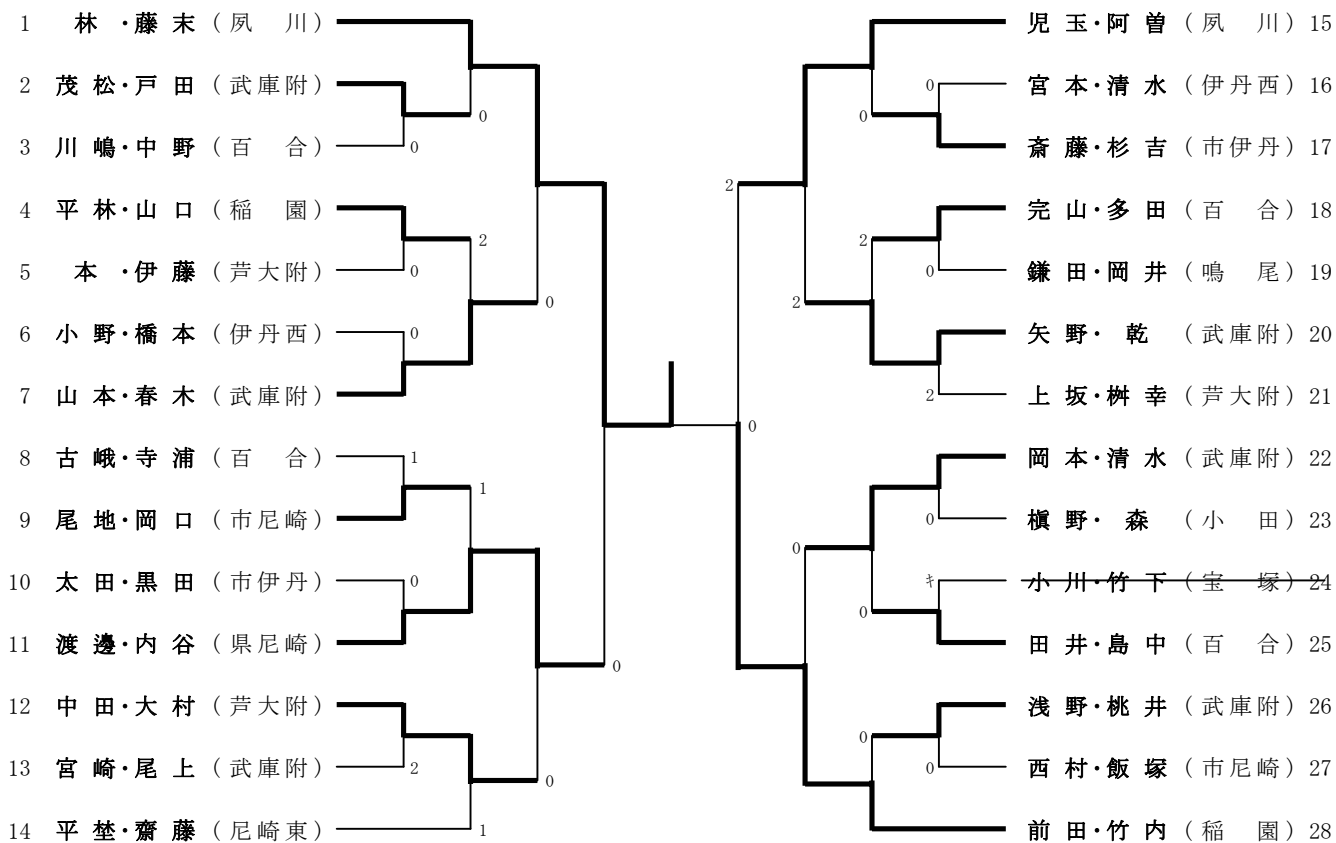 1 林 ・藤 末 （ 夙 川 ）
2 茂 松・戸 田 （ 武 庫 附 ）
0
3 川 嶋・中 野 （ 百 合 ）
0
4 平 林・山 口 （ 稲 園 ）
2
5 本 ・伊 藤 （ 芦 大 附 ）
0
0
6 小 野・橋 本 （ 伊 丹 西 ）
0
7 山 本・春 木 （ 武 庫 附 ）
8 古 峨・寺 浦 （ 百 合 ）
1
1
9 尾 地・岡 口 （ 市 尼 崎 ）
10 太 田・黒 田 （ 市 伊 丹 ）
0
11 渡 邊・内 谷 （ 県 尼 崎 ）
0
12 中 田・大 村 （ 芦 大 附 ）
13 宮 崎・尾 上 （ 武 庫 附 ）
2
0
14 平 埜・齋 藤 （ 尼 崎 東 ）
1
児 玉・阿 曽 （ 夙 川 ） 15
0
宮 本・清 水 （ 伊 丹 西 ） 16
0
斎 藤・杉 吉 （ 市 伊 丹 ） 17
2
完 山・多 田 （ 百 合 ） 18
2
0
鎌 田・岡 井 （ 鳴 尾 ） 19
2
矢 野・ 乾 （ 武 庫 附 ） 20
2
上 坂・桝 幸 （ 芦 大 附 ） 21
0
岡 本・清 水 （ 武 庫 附 ） 22
0
槇 野・ 森 （ 小 田 ） 23
0
ｷ
小 川・竹 下 （ 宝 塚 ） 24
0
田 井・島 中 （ 百 合 ） 25
浅 野・桃 井 （ 武 庫 附 ） 26
0
0
西 村・飯 塚 （ 市 尼 崎 ） 27
前 田・竹 内 （ 稲 園 ） 28